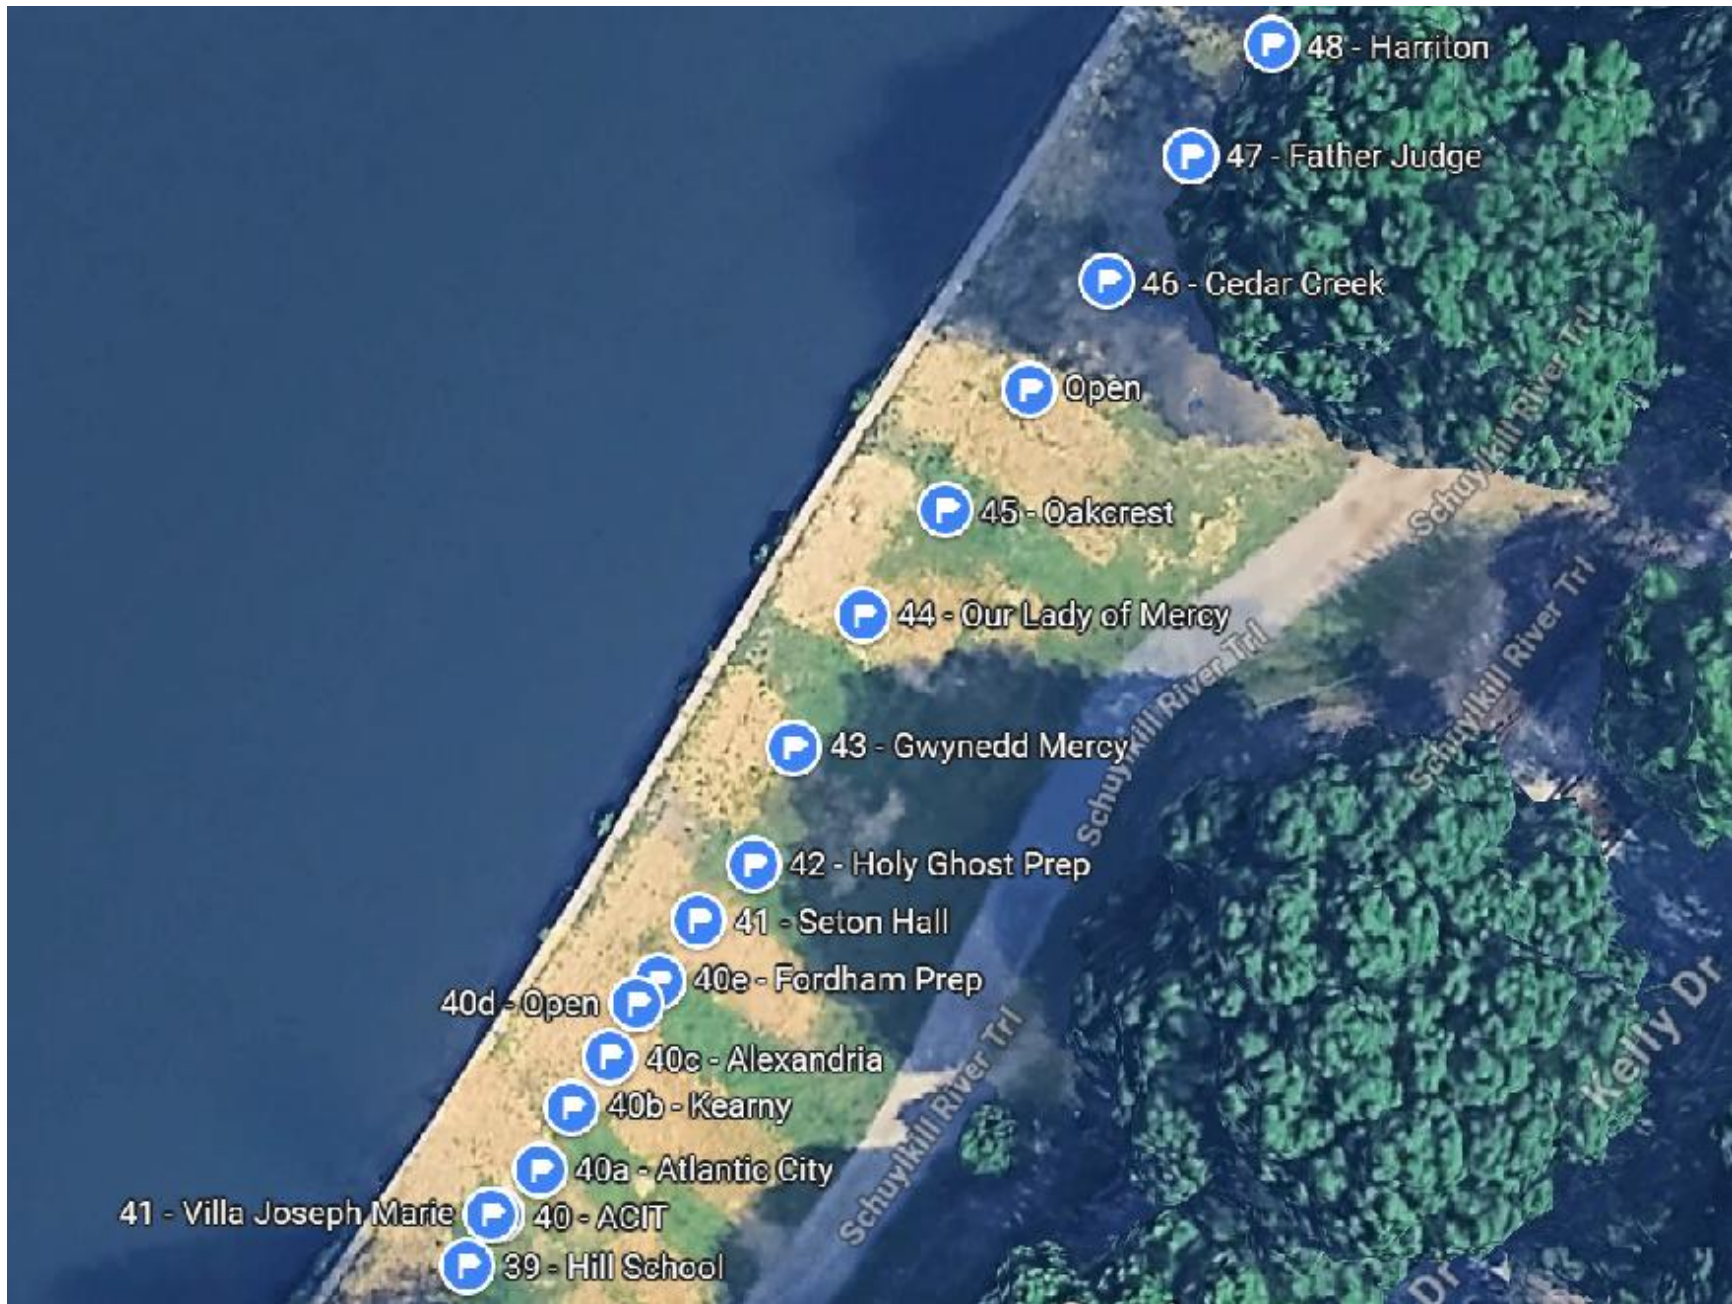 48 - Harriton
47 - Father Judge
46 - Cedar Creek
Open
Schuylkill River Trl
45 - Oakcrest
Schuylkill River Trl
44 - Our Lady of Mercy
Schuylkill River Trl
43 - Gwynedd Mercy
42 - Holy Ghost Prep
41 - Seton Hall
40e - Fordham Prep
40d - Open
Kelly Dr
40c - Alexandria
40b - Kearny
Schuylkill River Trl
40a - Atlantic City
41 - Villa Joseph Marie
40 - ACIT
39 - Hill School
Dr